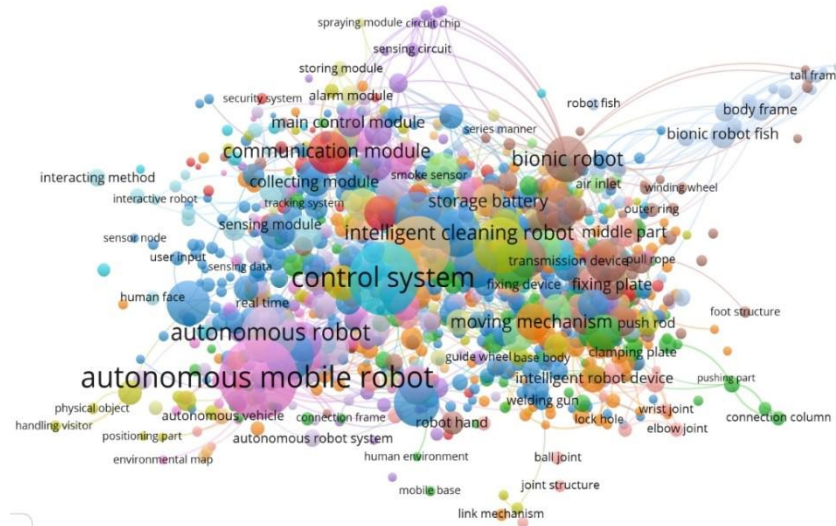 spraying module
circuit chip
sensing circuit
storing module
tall fram
alarm module
security system
robot fish
body frame
main control module
series manner
bionic robot fish
communication module
bionic robot
interacting method
collecting module
smoke sensor
air inlet
winding wheel
interactive robot
tracking system
storage battery
outer ring
sensing module
intelligent cleaning robot
middle part
sensor node
user input
sensing data
transmission device
pull rope
control system
fixing device
fixing plate
human face
real time
foot structure
autonomous robot
moving mechanism
push rod
guide wheel
base body
clamping plate
autonomous mobile robot
intelligent robot device
pushing part
physical object
autonomous vehicle
connection frame
welding gun
wrist joint
connection column
handling visitor
robot hand
lock hole
positioning part
autonomous robot system
elbow joint
environmental map
human environment
ball joint
mobile base
joint structure
link mechanism